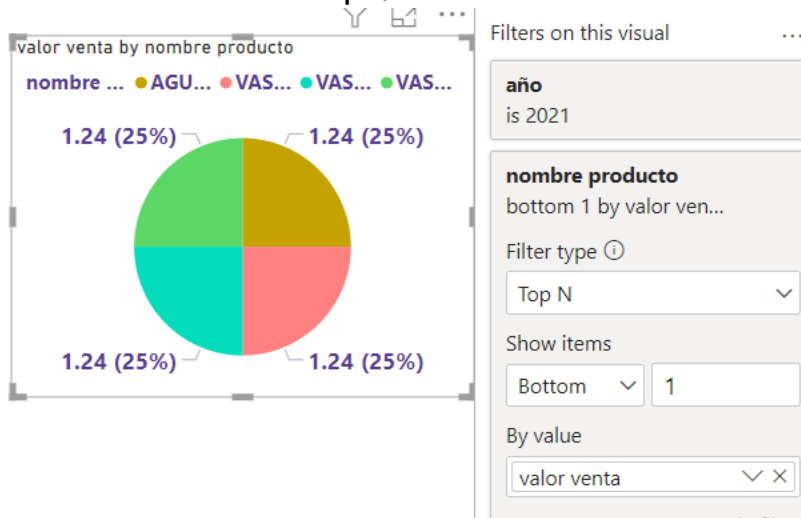 valor venta by nombre producto
nombre ... AGU... VAS... VAS... VAS...
1.24 (25%) 1.24 (25%)
1.24 (25%) 1.24 (25%)
Filters on this visual ...
año
is 2021
nombre producto
bottom 1 by valor ven...
Filter type
Top N
Show items
Bottom 1
By value
valor venta